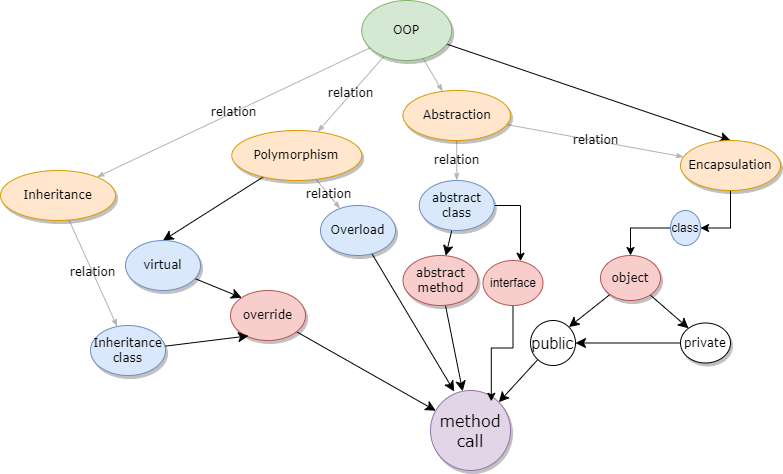 OOP
relation
relation
Abstraction
relation
Polymorphism
relation
Encapsulation
Inheritance
relation
abstract
class
Overload
class
relation
virtual
abstract
method
interface
object
override
Inheritance
class
public
private
method
call